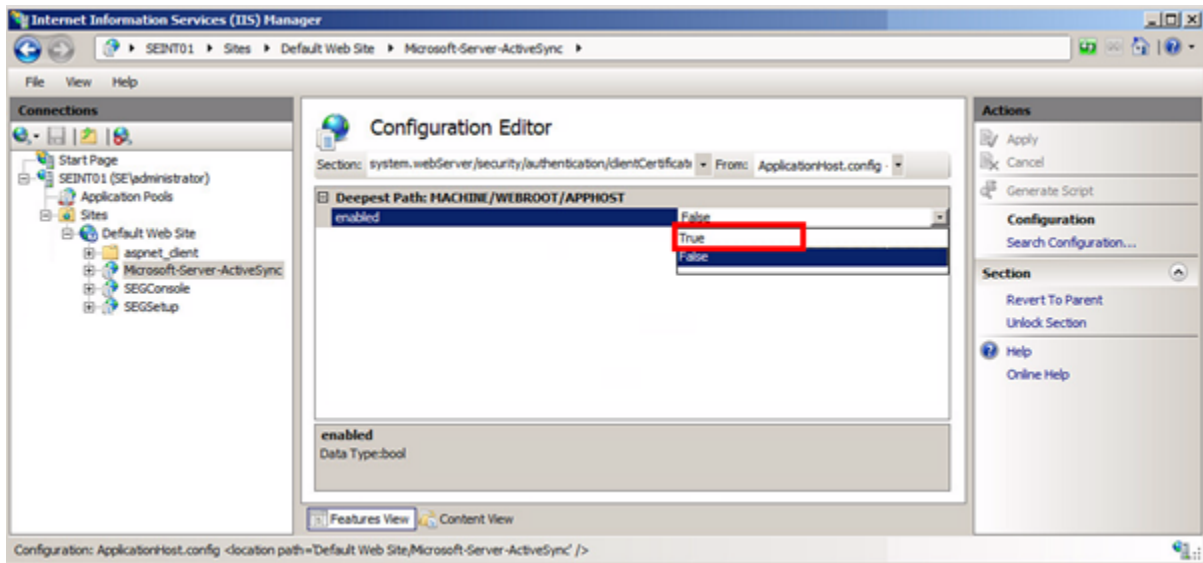 Internet Information Services (IIS) Manager
SEINT01 Sites Default Web Site Microsoft-Server-ActiveSync
File View Help
Connections
Start Page
SEINT01 (SE\administrator)
Application Pools
Sites
Default Web Site
aspnet_client
Microsoft-Server-ActiveSync
SEGConsole
SEGSetup
Configuration Editor
Section: system.webServer/security/authentication/clientCertificate From: ApplicationHost.config
Deepest Path: MACHINE/WEBROOT/APPHOST
enabled False
True
False
enabled
Data Type:bool
Features View Content View
Actions
Apply
Cancel
Generate Script
Configuration
Search Configuration...
Section
Revert To Parent
Unlock Section
Help
Online Help
Configuration: ApplicationHost.config <location path='Default Web Site/Microsoft-Server-ActiveSync' />